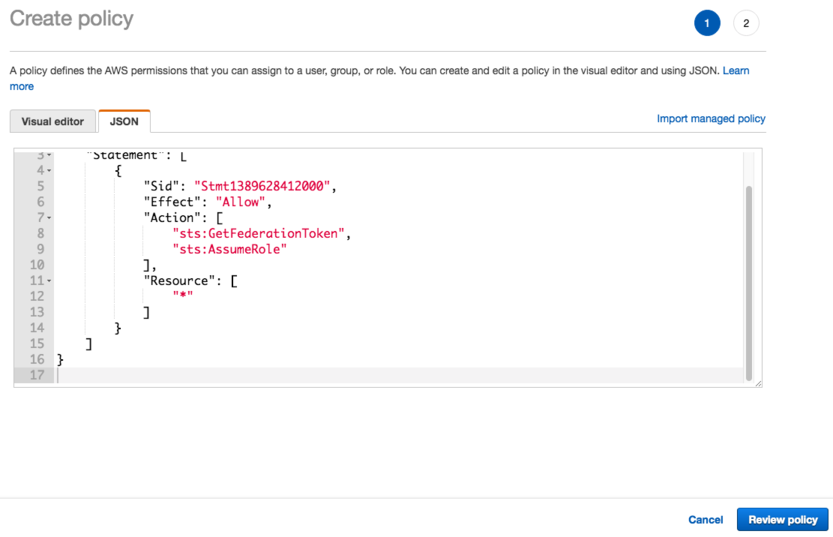 Create policy
1
2
A policy defines the AWS permissions that you can assign to a user, group, or role. You can create and edit a policy in the visual editor and using JSON. Learn
more
Visual editor
JSON
Import managed policy
3 "Statement": [
4 {
5 "Sid": "Stmt1389628412000",
6 "Effect": "Allow",
7 "Action": [
8 "sts:GetFederationToken",
9 "sts:AssumeRole"
10 ],
11 "Resource": [
12 "*"
13 ]
14 }
15 ]
16 }
17
Cancel
Review policy